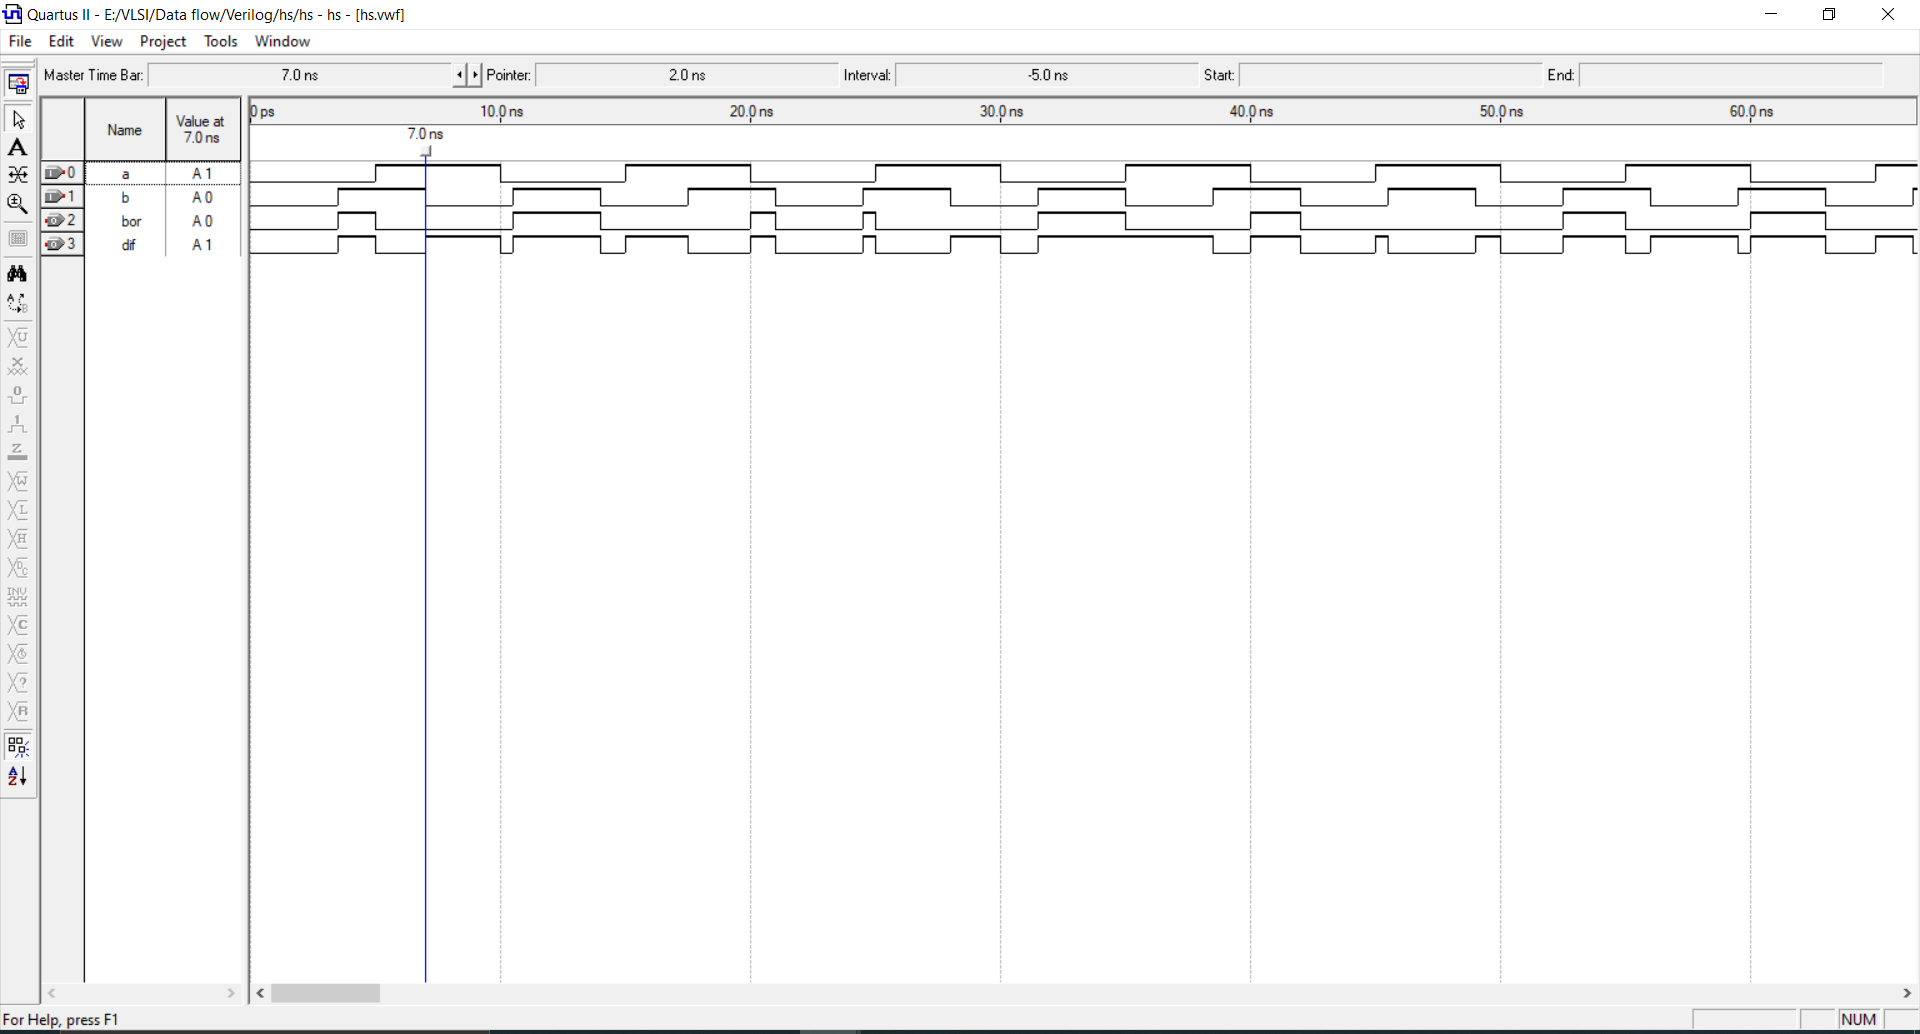 Quartus II - E:/VLSI/Data flow/Verilog/hs/hs - hs - [hs.vwf]
File Edit View Project Tools Window
Master Time Bar: 7.0 ns Pointer: 2.0 ns Interval: -5.0 ns Start: End:
0 ps 10.0 ns 20.0 ns 30.0 ns 40.0 ns 50.0 ns 60.0 ns
Name Value at
7.0 ns
7.0 ns
0 a A 1
1 b A 0
2 bor A 0
3 dif A 1
For Help, press F1
NUM